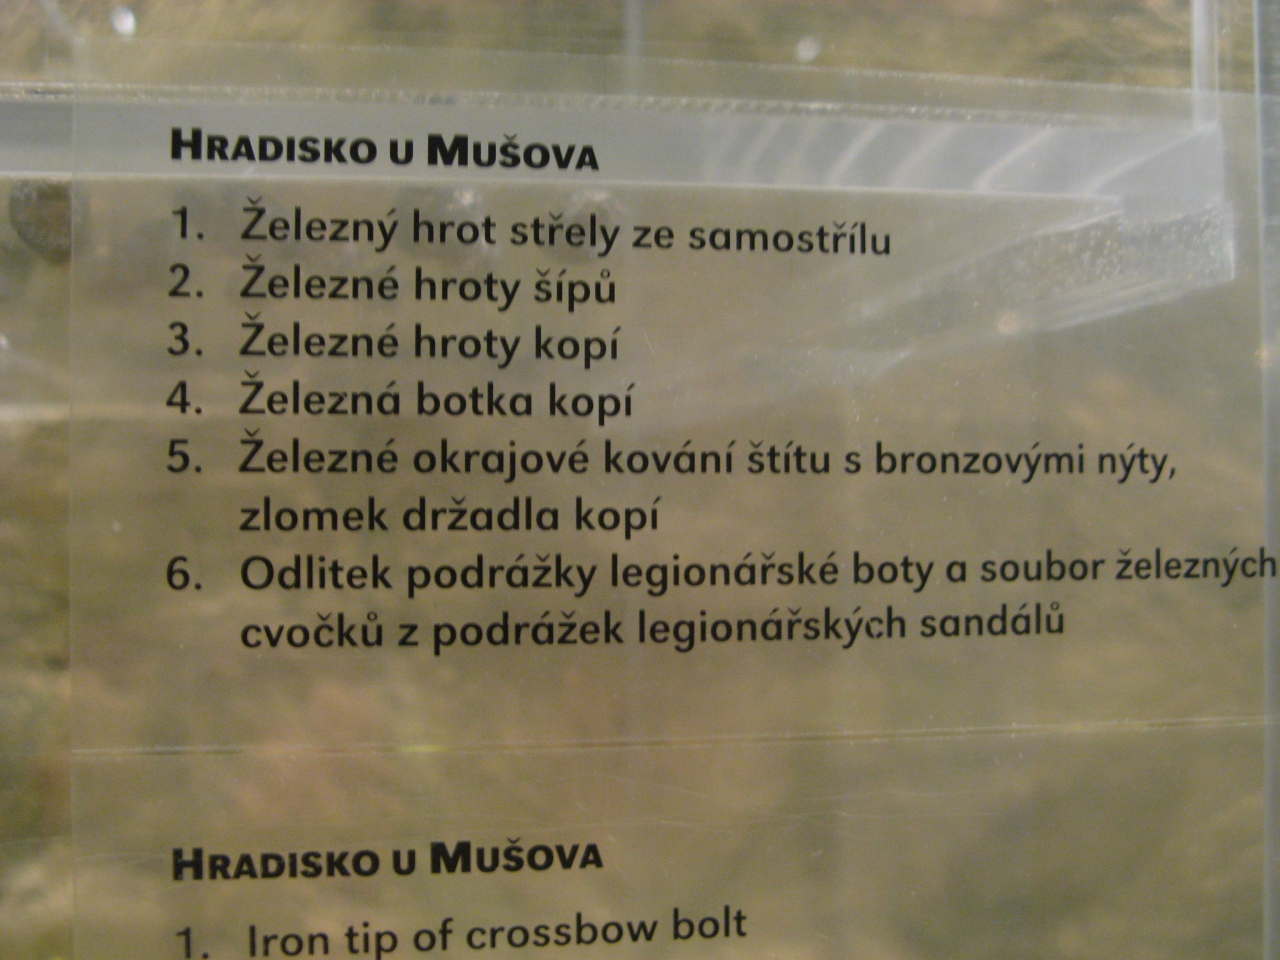 HRADISKO U MUŠOVA
1. Železný hrot střely ze samostřílu
2. Železné hroty šípů
3. Železné hroty kopí
4. Železná botka kopí
5. Železné okrajové kování štítu s bronzovými nýty,
zlomek držadla kopí
6. Odlitek podrážky legionářské boty a soubor železných
cvočků z podrážek legionářských sandálů
HRADISKO U MUŠOVA
1. Iron tip of crossbow bolt